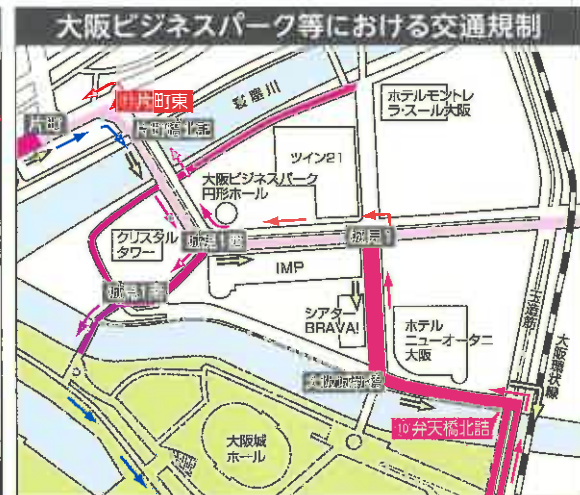 大阪ビジネスパーク等における交通規制
11片町東
片町
片町橋北詰
寝屋川
ホテルモントレ
ラ・スール大阪
ツイン21
大阪ビジネスパーク
円形ホール
クリスタル
タワー
城見1西
城見1
IMP
シアター
BRAVA!
ホテル
ニューオータニ
大阪
玉造筋
大阪環状線
大阪城新橋
10弁天橋北詰
大阪城
ホール